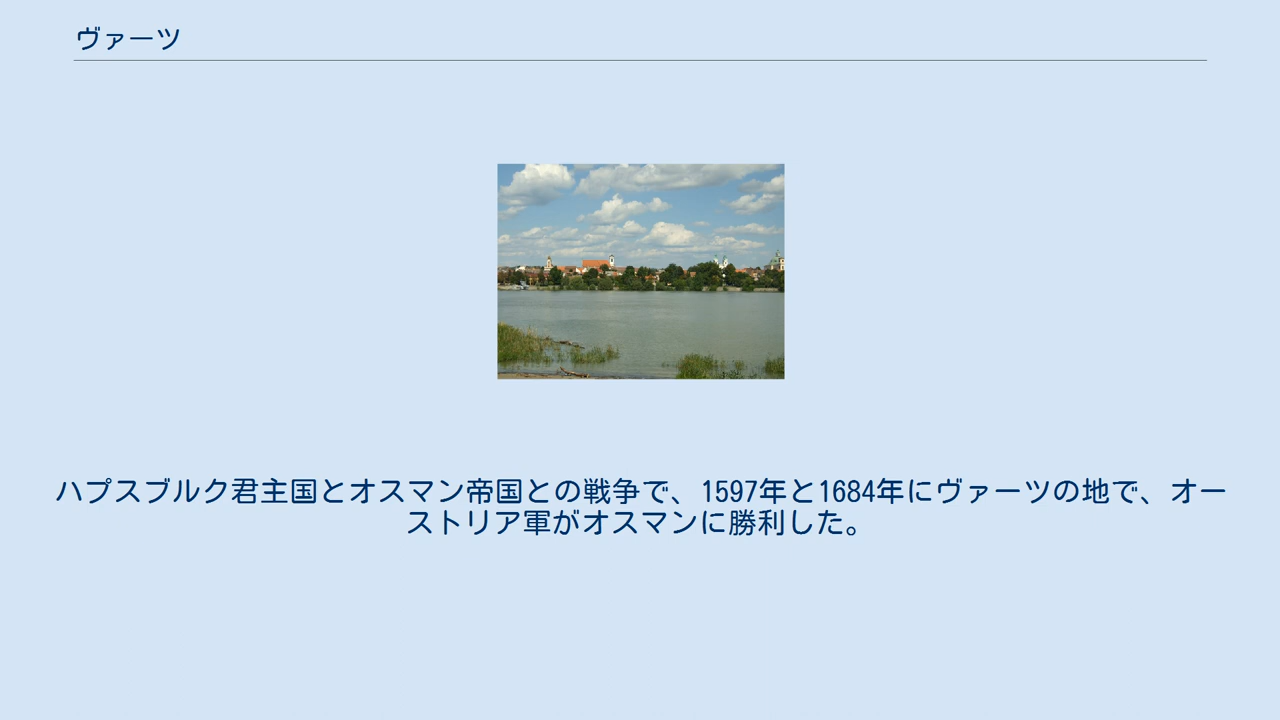 ヴァーツ
ハプスブルク君主国とオスマン帝国との戦争で、1597年と1684年にヴァーツの地で、オー
ストリア軍がオスマンに勝利した。